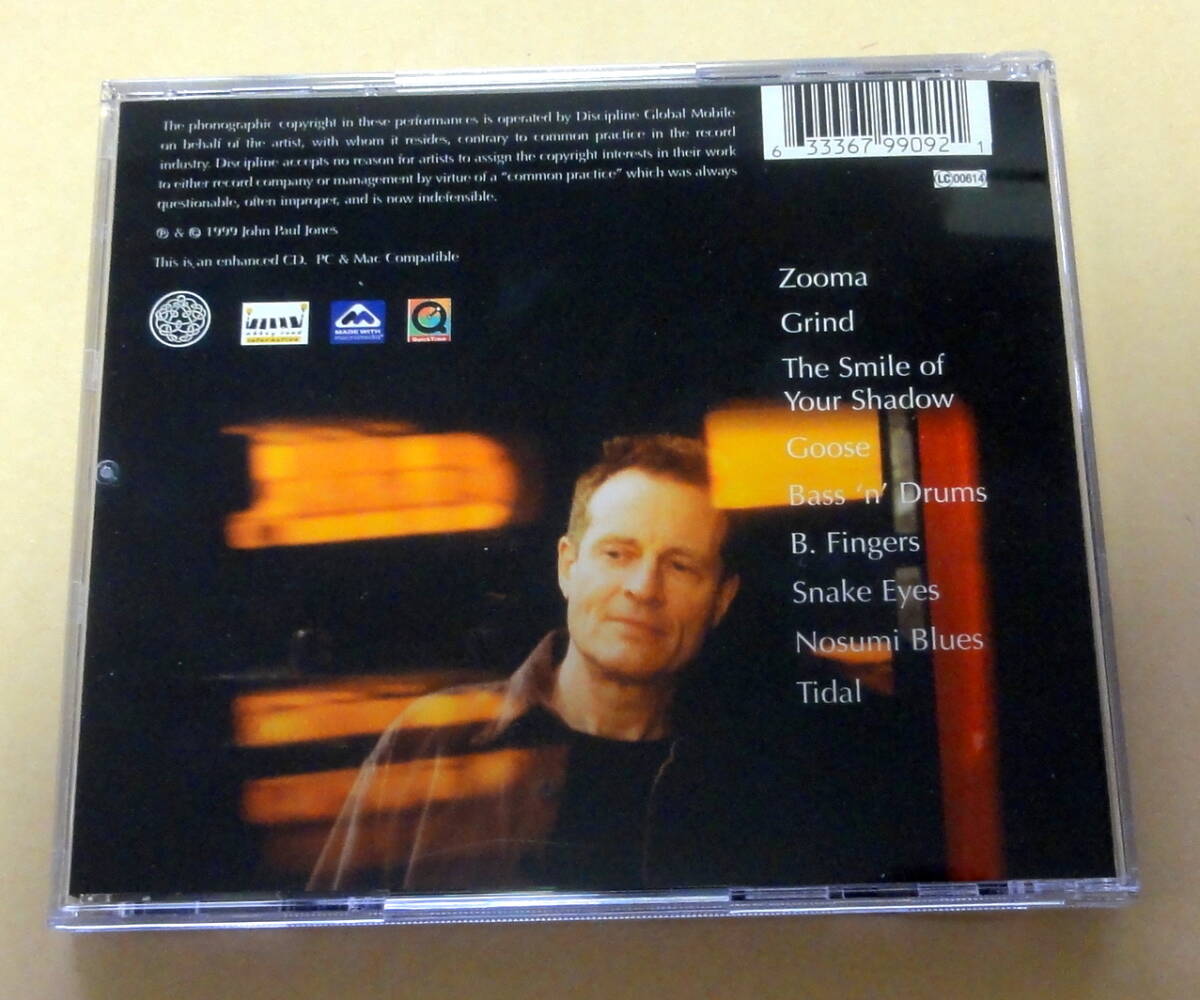 The phonographic copyright in these performances is operated by Discipline Global Mobile
on behalf of the artist, with whom it resides, contrary to common practice in the record
industry. Discipline accepts no reason for artists to assign the copyright interests in their work
to either record company or management by virtue of a "common practice" which was always
questionable, often improper, and is now indefensible.
℗ & © 1999 John Paul Jones
This is an enhanced CD. PC & Mac Compatible
abbey road
interactive
MADE WITH
macromedia
QuickTime
6 33367 99092 1
LC 00614
Zooma
Grind
The Smile of
Your Shadow
Goose
Bass 'n' Drums
B. Fingers
Snake Eyes
Nosumi Blues
Tidal